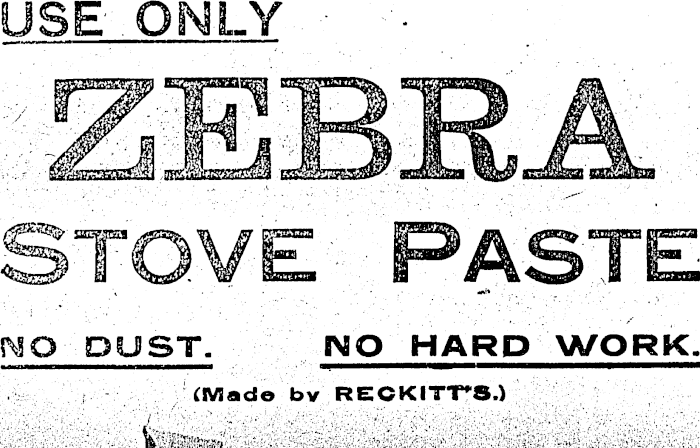 USE ONLY
ZEBRA
STOVE PASTE
NO DUST. NO HARD WORK.
(Made by RECKITT'S.)